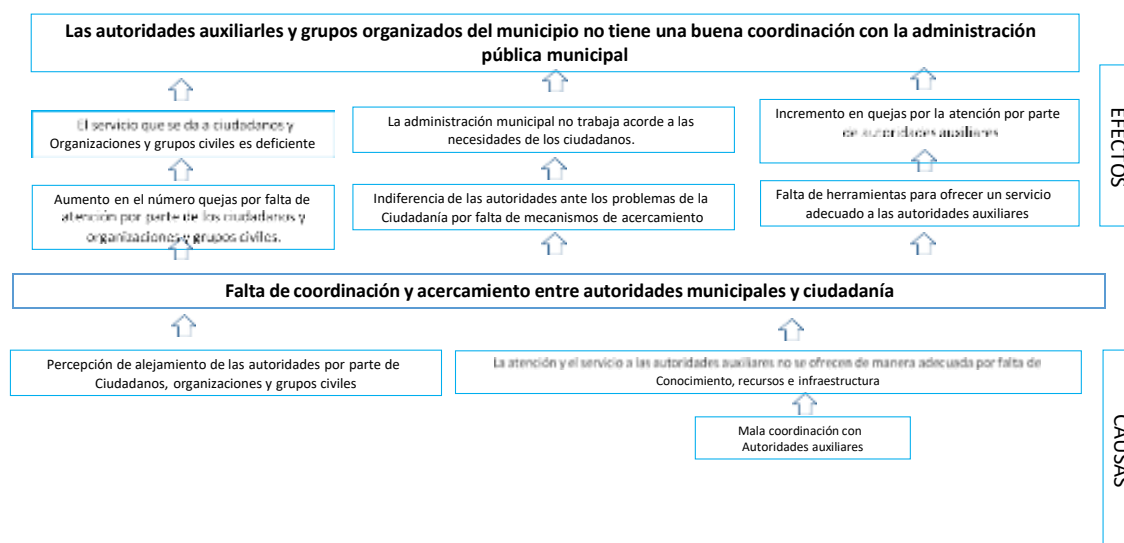 Las autoridades auxiliarles y grupos organizados del municipio no tiene una buena coordinación con la administración
pública municipal
El servicio que se da a ciudadanos y
Organizaciones y grupos civiles es deficiente
La administración municipal no trabaja acorde a las
necesidades de los ciudadanos.
Incremento en quejas por la atención por parte
de autoridades auxiliares
EFECTOS
Aumento en el número quejas por falta de
atención por parte de los ciudadanos y
organizaciones y grupos civiles.
Indiferencia de las autoridades ante los problemas de la
Ciudadanía por falta de mecanismos de acercamiento
Falta de herramientas para ofrecer un servicio
adecuado a las autoridades auxiliares
Falta de coordinación y acercamiento entre autoridades municipales y ciudadanía
Percepción de alejamiento de las autoridades por parte de
Ciudadanos, organizaciones y grupos civiles
La atención y el servicio a las autoridades auxiliares no se ofrecen de manera adecuada por falta de
Conocimiento, recursos e infraestructura
Mala coordinación con
Autoridades auxiliares
CAUSAS